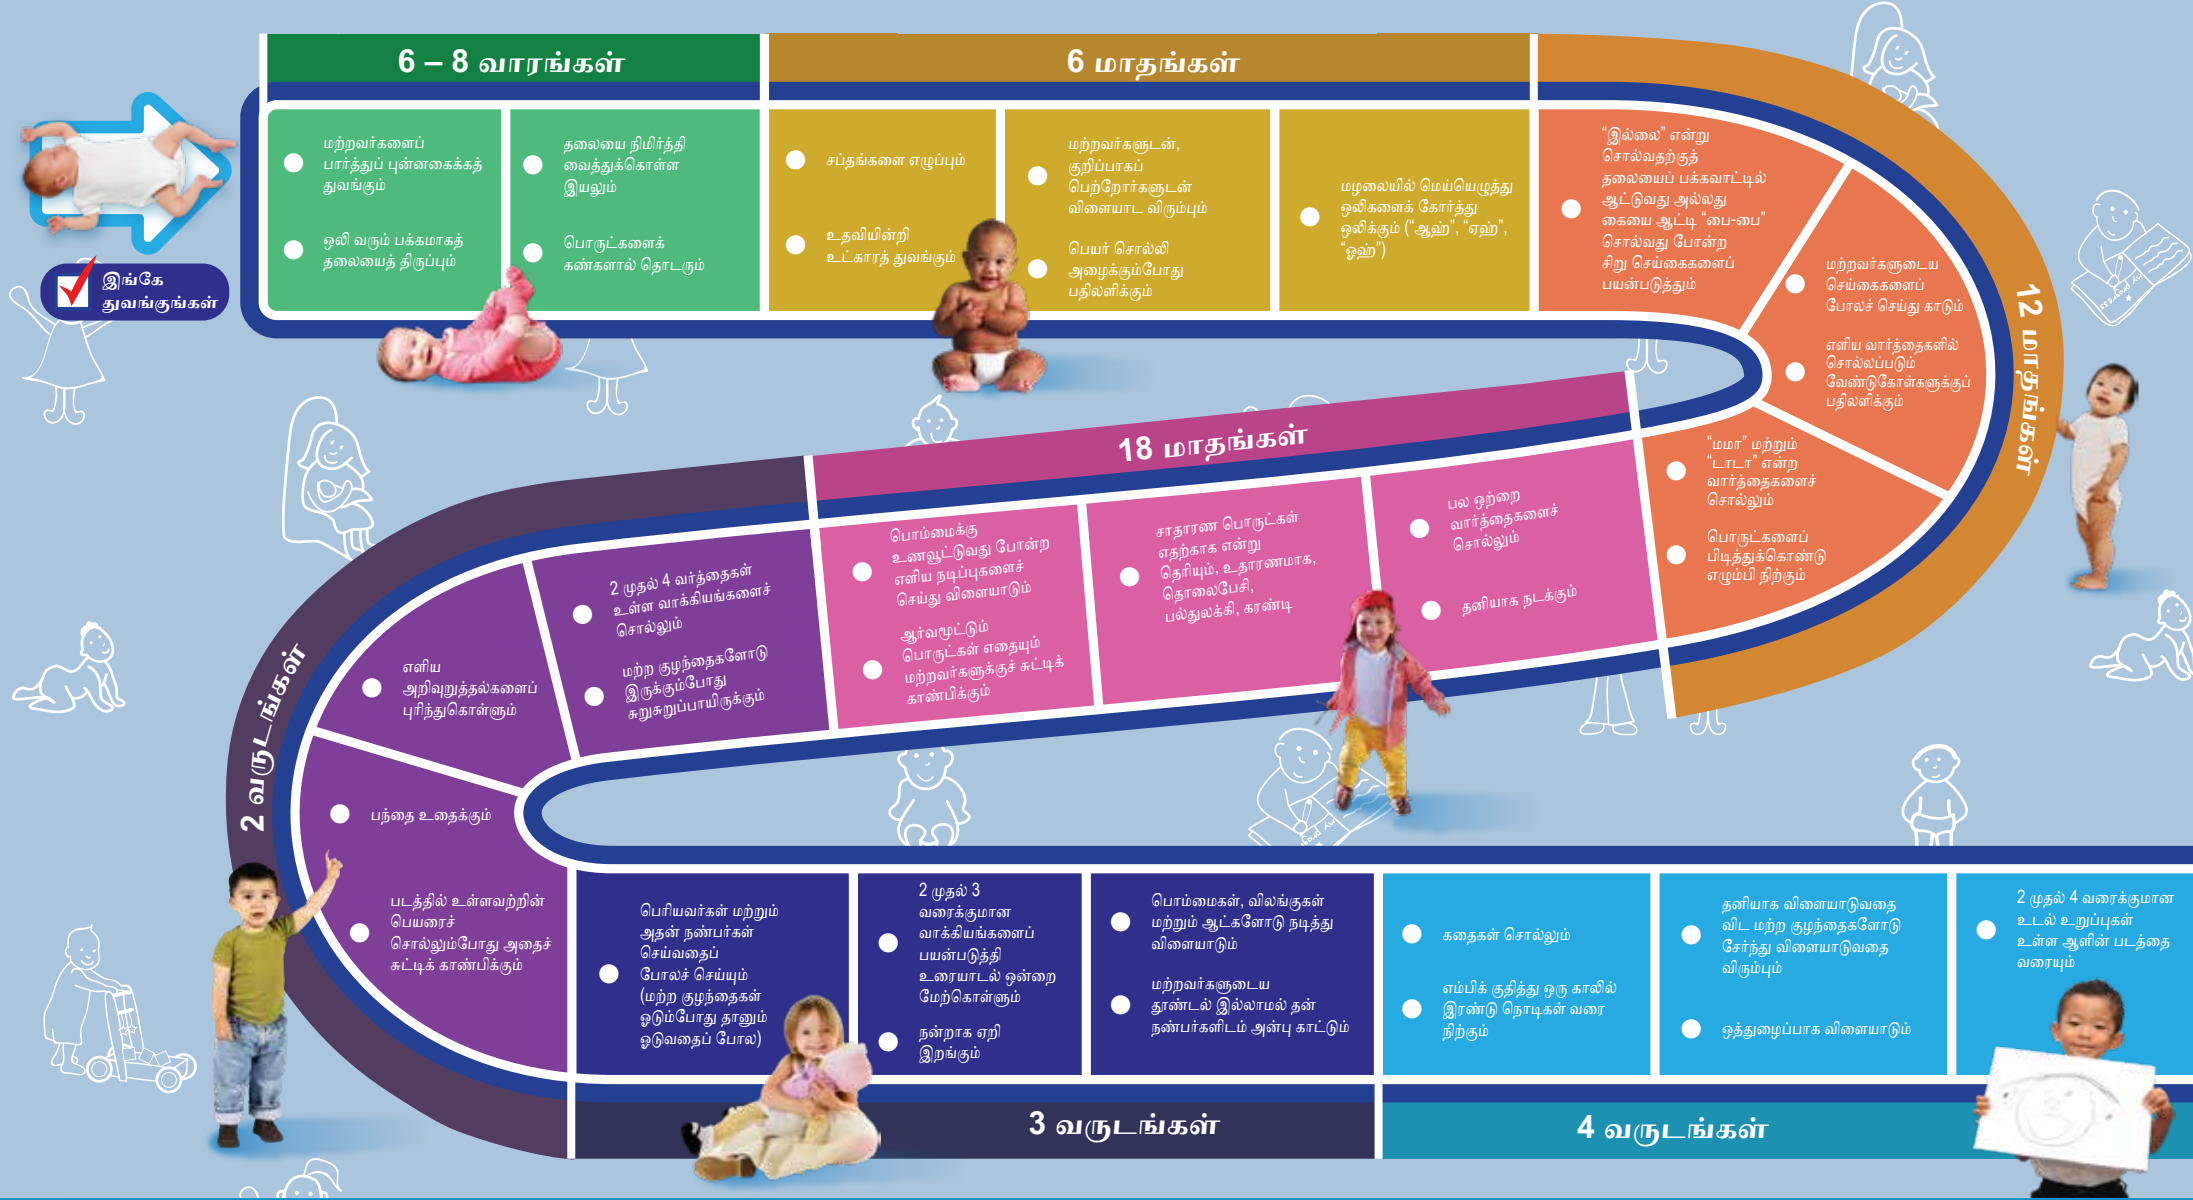 இங்கே
துவங்குங்கள்
6 – 8 வாரங்கள்
மற்றவர்களைப்
பார்த்துப் புன்னகைக்கத்
துவங்கும்
ஒலி வரும் பக்கமாகத்
தலையைத் திருப்பும்
தலையை நிமிர்த்தி
வைத்துக்கொள்ள
இயலும்
பொருட்களைக்
கண்களால் தொடரும்
6 மாதங்கள்
சப்தங்களை எழுப்பும்
உதவியின்றி
உட்காரத் துவங்கும்
மற்றவர்களுடன்,
குறிப்பாகப்
பெற்றோர்களுடன்
விளையாட விரும்பும்
பெயர் சொல்லி
அழைக்கும்போது
பதிலளிக்கும்
மழலையில் மெய்யெழுத்து
ஒலிகளைக் கோர்த்து
ஒலிக்கும் (“ஆஹ்”, “ஏஹ்”,
“ஓஹ்”)
12 மாதங்கள்
“இல்லை” என்று
சொல்வதற்குத்
தலையைப் பக்கவாட்டில்
ஆட்டுவது அல்லது
கையை ஆட்டி “பை-பை”
சொல்வது போன்ற
சிறு செய்கைகளைப்
பயன்படுத்தும்
மற்றவர்களுடைய
செய்கைகளைப்
போலச் செய்து காடும்
எளிய வார்த்தைகளில்
சொல்லப்படும்
வேண்டுகோள்களுக்குப்
பதிலளிக்கும்
“மமா” மற்றும்
“டாடா” என்ற
வார்த்தைகளைச்
சொல்லும்
பொருட்களைப்
பிடித்துக்கொண்டு
எழும்பி நிற்கும்
18 மாதங்கள்
பல ஒற்றை
வார்த்தைகளைச்
சொல்லும்
தனியாக நடக்கும்
சாதாரண பொருட்கள்
எதற்காக என்று
தெரியும், உதாரணமாக,
தொலைபேசி,
பல்துலக்கி, கரண்டி
பொம்மைக்கு
உணவூட்டுவது போன்ற
எளிய நடிப்புகளைச்
செய்து விளையாடும்
ஆர்வமூட்டும்
பொருட்கள் எதையும்
மற்றவர்களுக்குச் சுட்டிக்
காண்பிக்கும்
2 வருடங்கள்
2 முதல் 4 வர்த்தைகள்
உள்ள வாக்கியங்களைச்
சொல்லும்
மற்ற குழந்தைகளோடு
இருக்கும்போது
சுறுசுறுப்பாயிருக்கும்
எளிய
அறிவுறுத்தல்களைப்
புரிந்துகொள்ளும்
பந்தை உதைக்கும்
படத்தில் உள்ளவற்றின்
பெயரைச்
சொல்லும்போது அதைச்
சுட்டிக் காண்பிக்கும்
பெரியவர்கள் மற்றும்
அதன் நண்பர்கள்
செய்வதைப்
போலச் செய்யும்
(மற்ற குழந்தைகள்
ஓடும்போது தானும்
ஓடுவதைப் போல)
2 முதல் 3
வரைக்குமான
வாக்கியங்களைப்
பயன்படுத்தி
உரையாடல் ஒன்றை
மேற்கொள்ளும்
நன்றாக ஏறி
இறங்கும்
பொம்மைகள், விலங்குகள்
மற்றும் ஆட்களோடு நடித்து
விளையாடும்
மற்றவர்களுடைய
தூண்டல் இல்லாமல் தன்
நண்பர்களிடம் அன்பு காட்டும்
3 வருடங்கள்
கதைகள் சொல்லும்
எம்பிக் குதித்து ஒரு காலில்
இரண்டு நொடிகள் வரை
நிற்கும்
தனியாக விளையாடுவதை
விட மற்ற குழந்தைகளோடு
சேர்ந்து விளையாடுவதை
விரும்பும்
ஒத்துழைப்பாக விளையாடும்
2 முதல் 4 வரைக்குமான
உடல் உறுப்புகள்
உள்ள ஆளின் படத்தை
வரையும்
4 வருடங்கள்
my progress